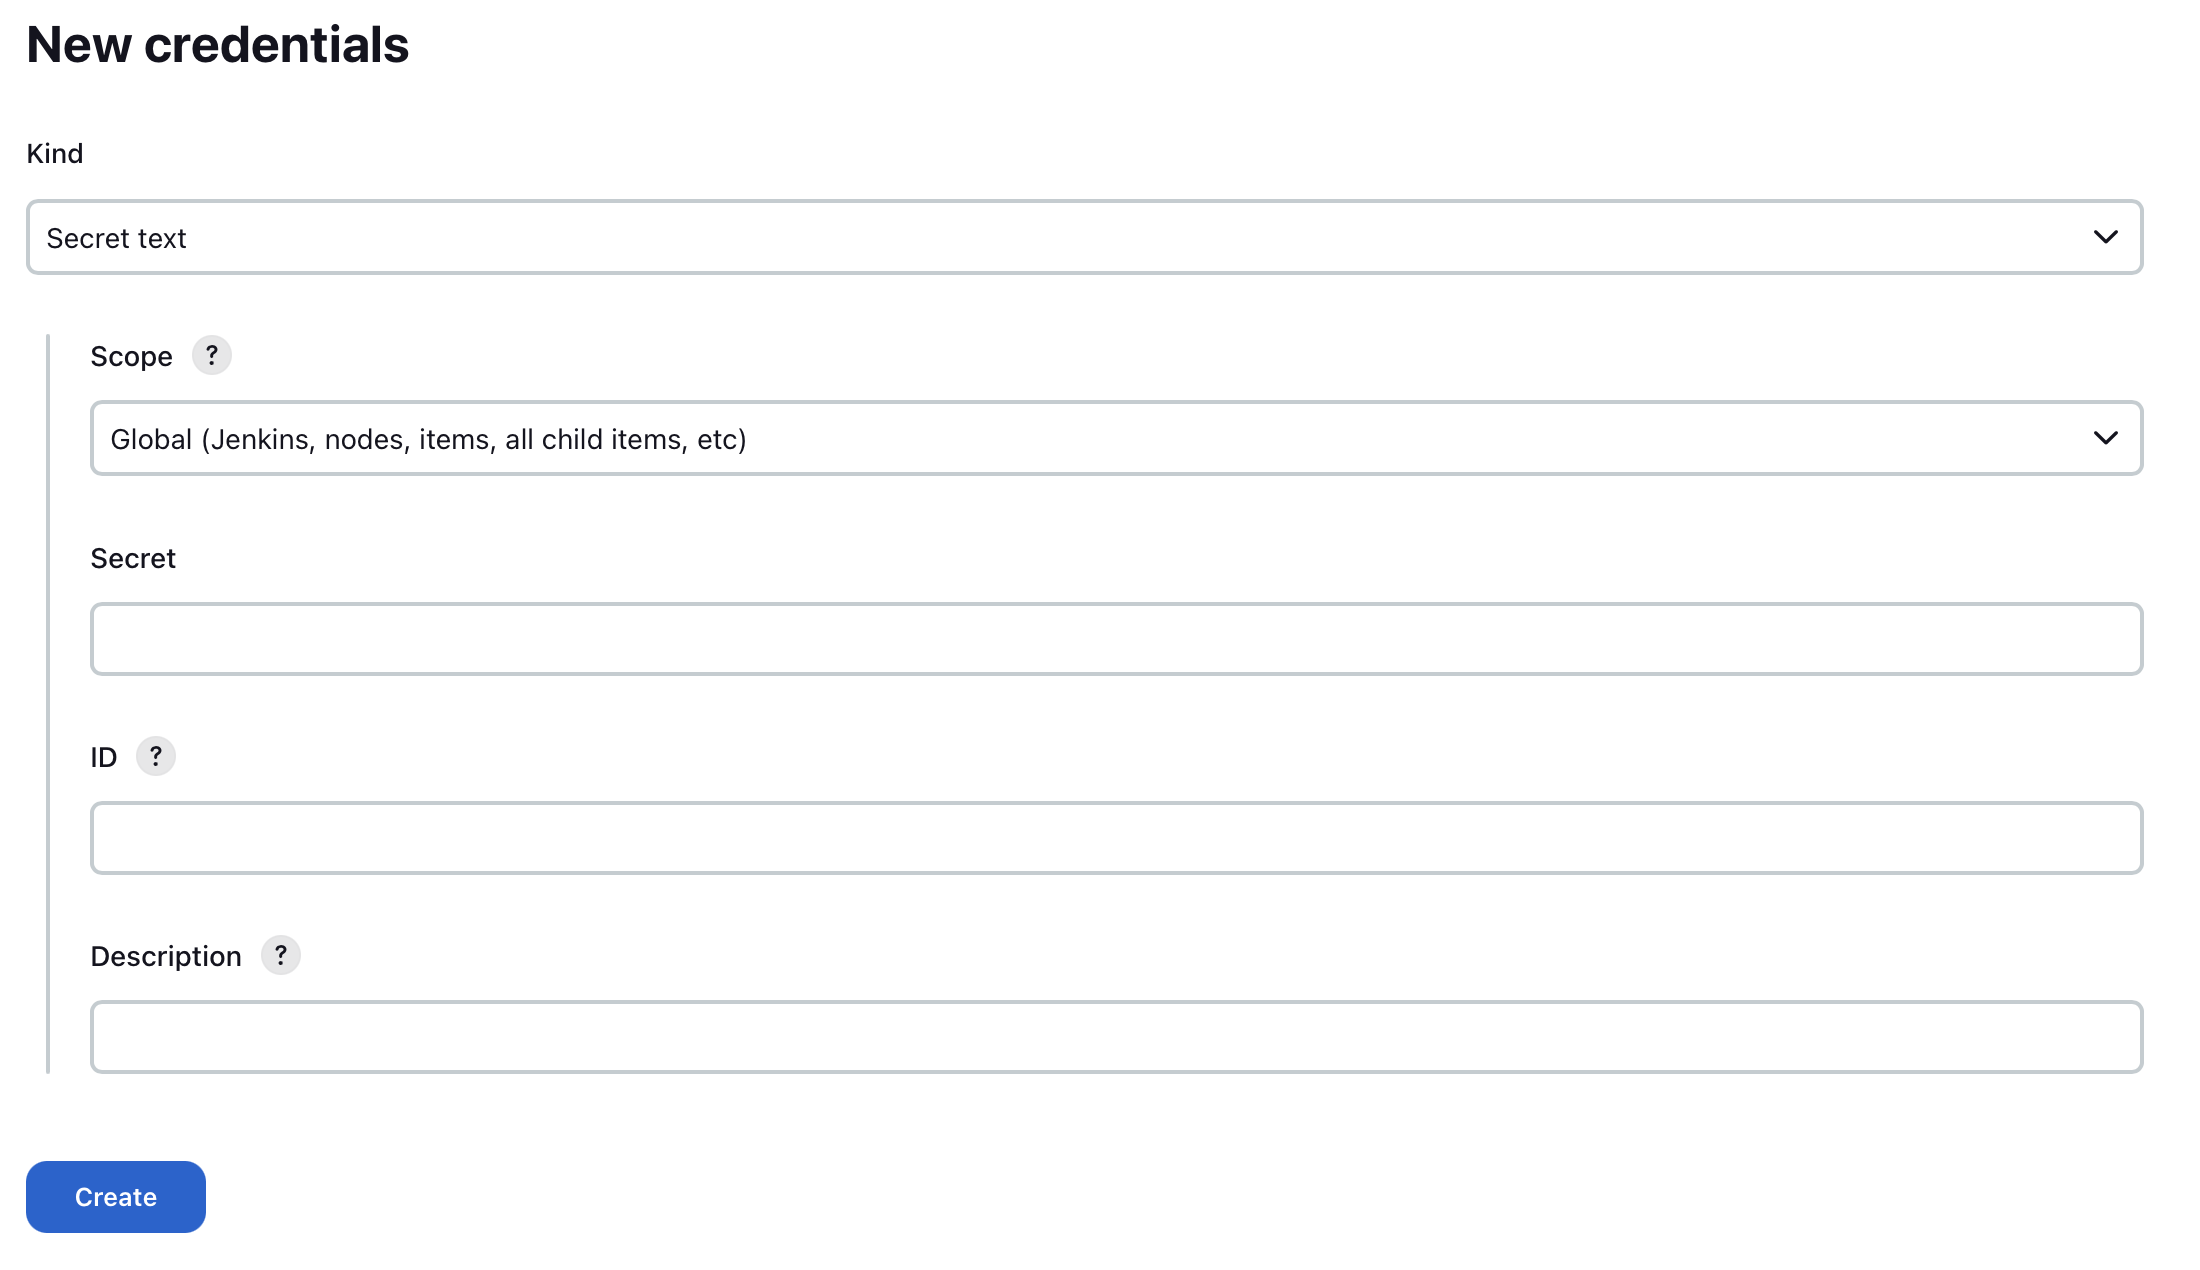 New credentials
Kind
Secret text
Scope ?
Global (Jenkins, nodes, items, all child items, etc)
Secret
ID ?
Description ?
Create